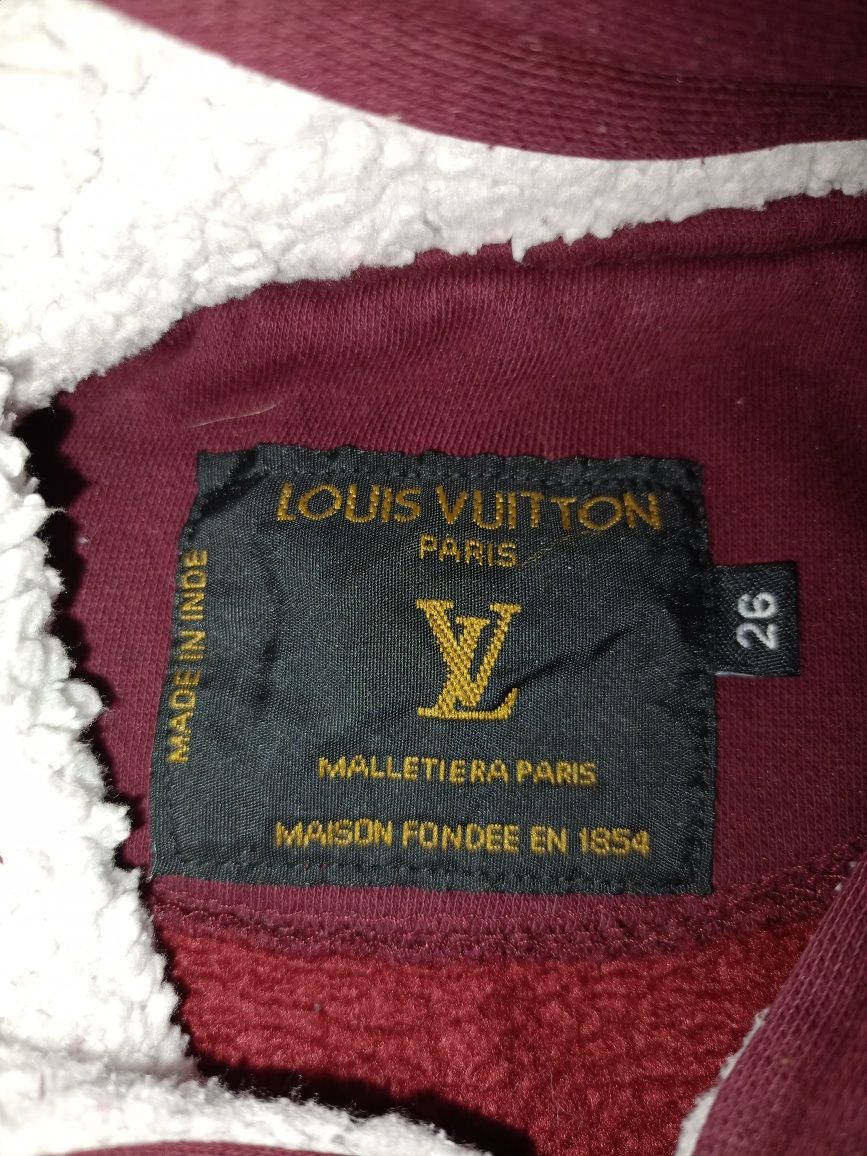 LOUIS VUITTON
PARIS
LV
MALLETIERA PARIS
MAISON FONDEE EN 1854
MADE IN INDE
26